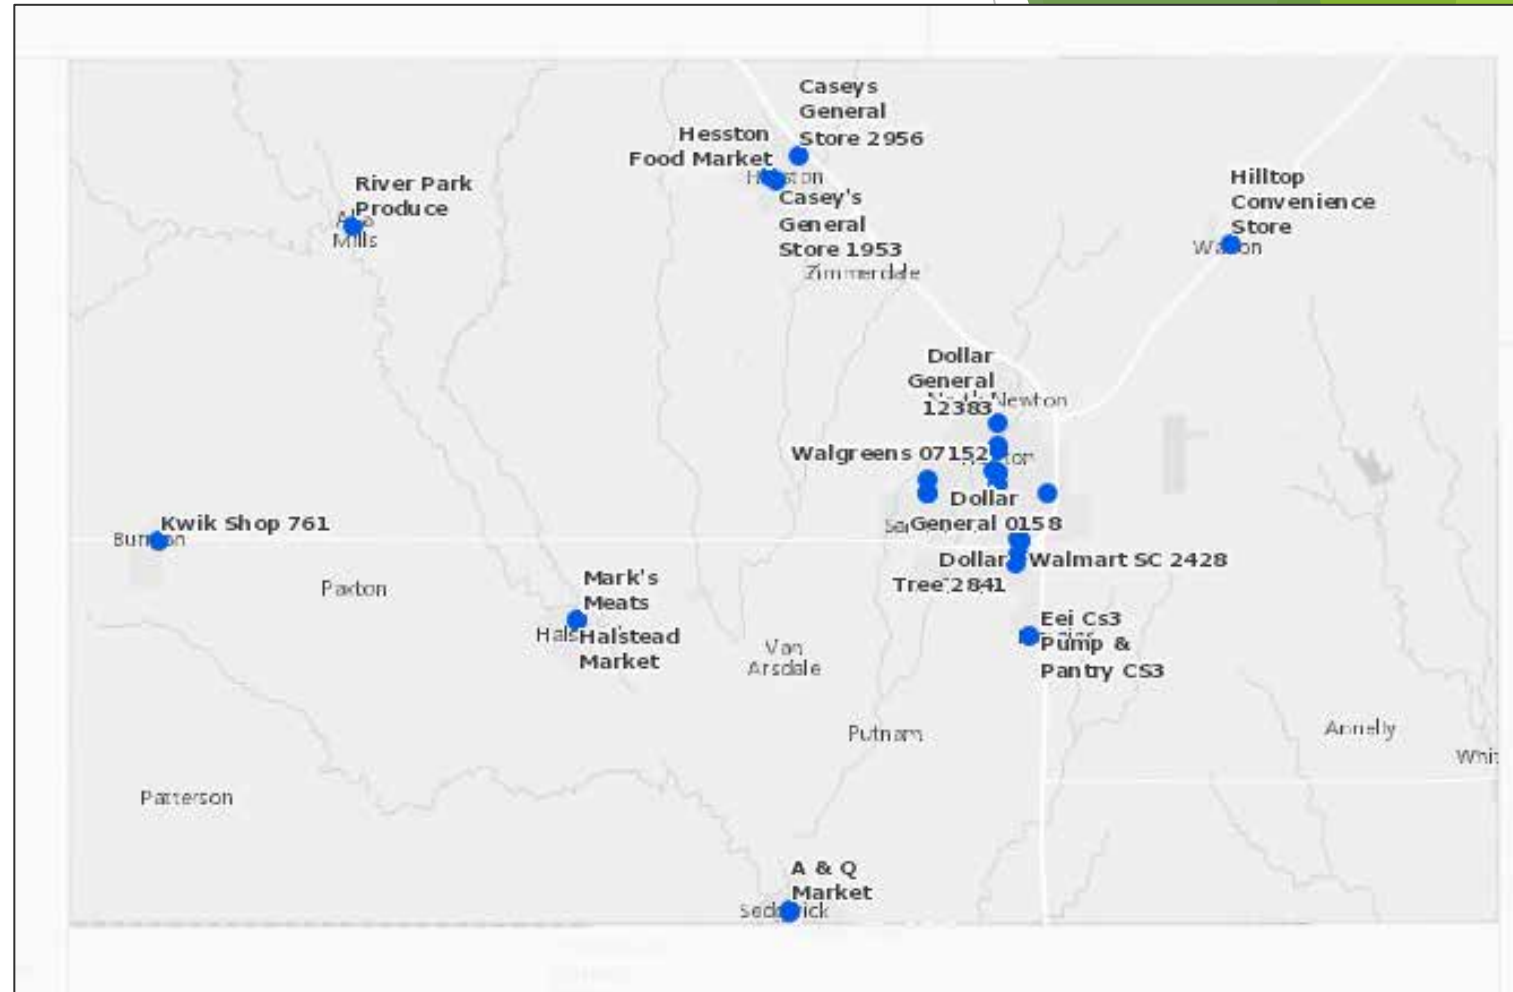 Caseys
General
Store 2956
Hesston
Food Market
Casey's
General
Store 1953
Zimmerdale
River Park
Produce
Mills
Hilltop
Convenience
Store
Dollar
General
12383
Newton
Walgreens 07152
Dollar
General 0158
Kwik Shop 761
Dollar
Tree 2841
Walmart SC 2428
Paxton
Mark's
Meats
Halstead
Market
Eei Cs3
Pump &
Pantry CS3
Van
Arsdale
Putnam
Annelly
Whit
Patterson
A & Q
Market